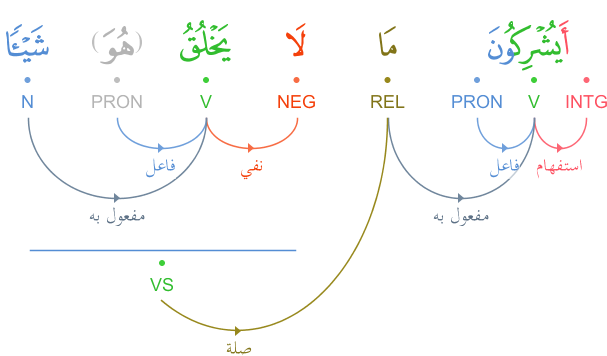 أَيُشْرِكُونَ مَا لَا يَخْلُقُ (هُوَ) شَيْـًٔا
INTG V PRON REL NEG V PRON N
استفهام فاعل نفي فاعل
مفعول به مفعول به
VS
صلة